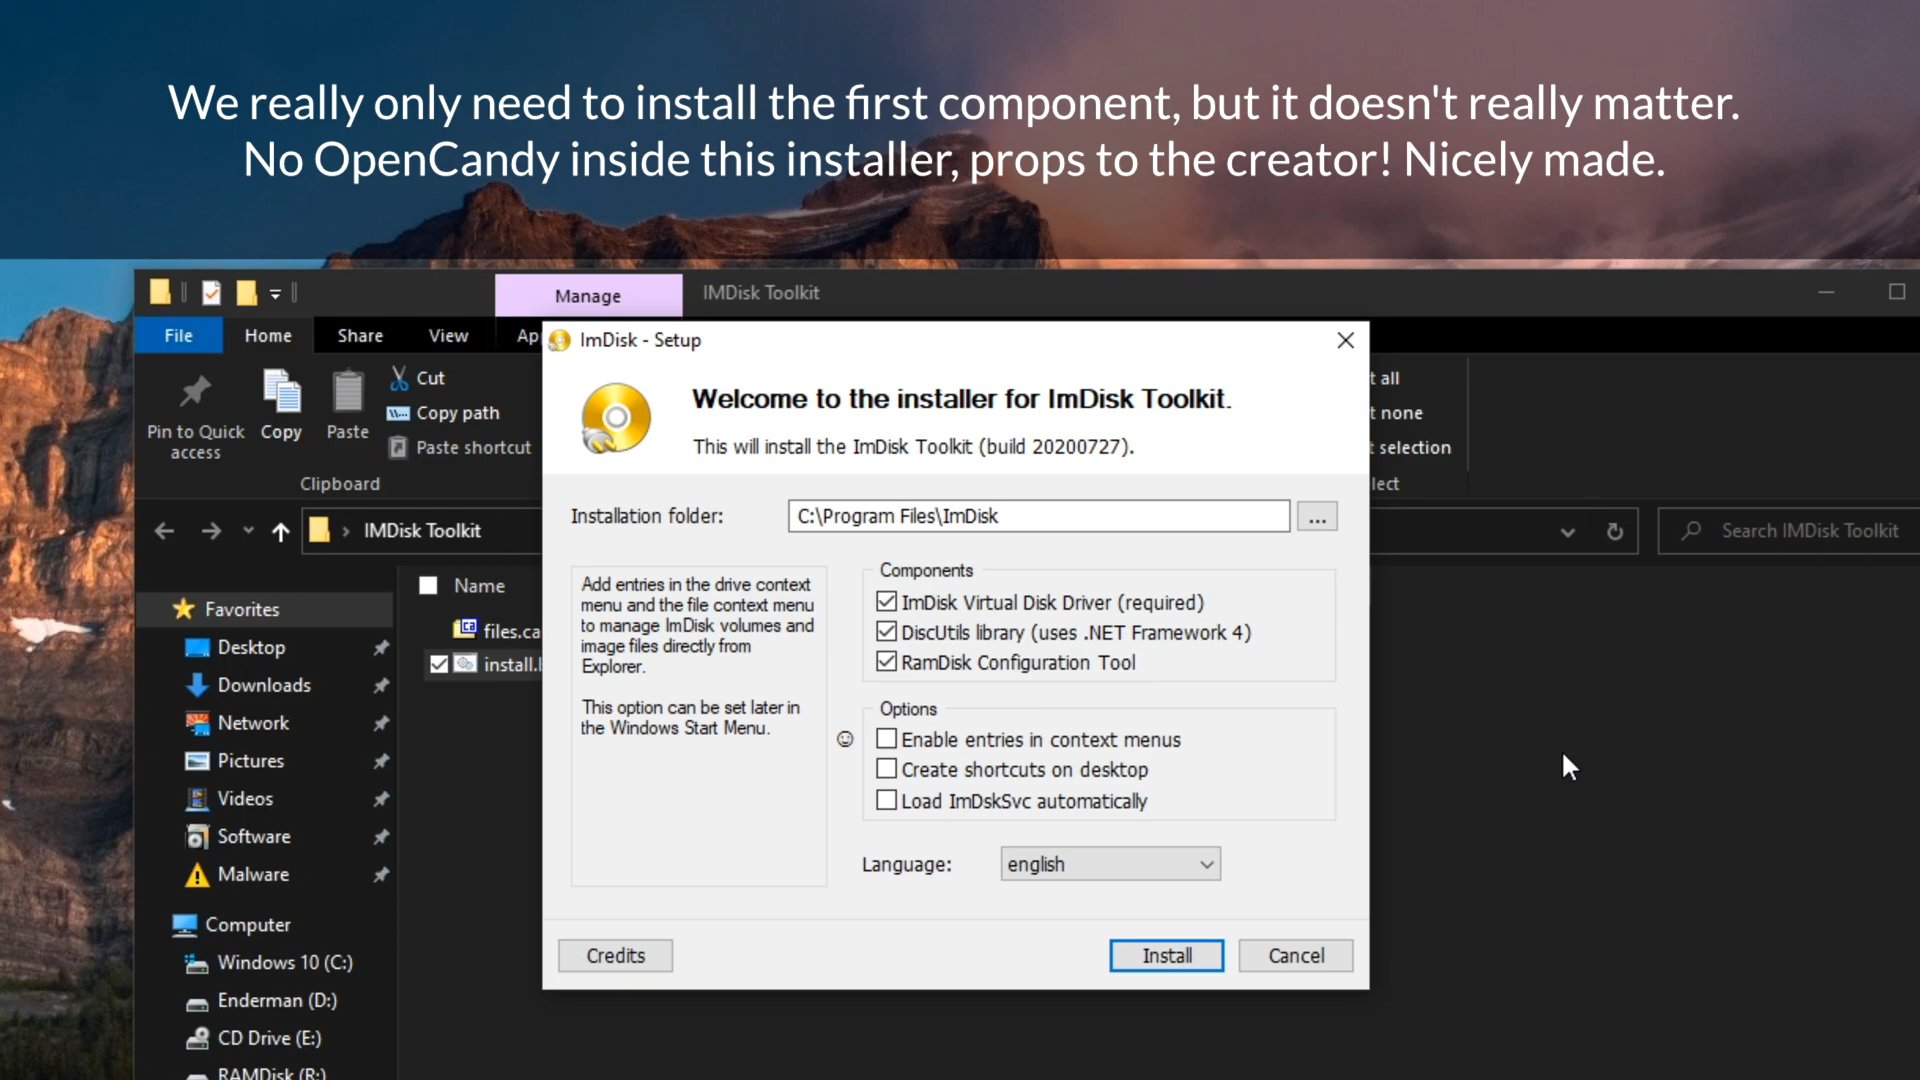 We really only need to install the first component, but it doesn't really matter.
No OpenCandy inside this installer, props to the creator! Nicely made.
Manage
IMDisk Toolkit
File
Home
Share
View
Ap
ImDisk - Setup
Welcome to the installer for ImDisk Toolkit.
This will install the ImDisk Toolkit (build 20200727).
Pin to Quick
access
Copy
Paste
Cut
Copy path
Paste shortcut
Clipboard
t all
t none
t selection
lect
IMDisk Toolkit
Search IMDisk Toolkit
Installation folder:
C:\Program Files\ImDisk
...
Name
files.ca
install.
Favorites
Desktop
Downloads
Network
Pictures
Videos
Software
Malware
Computer
Windows 10 (C:)
Enderman (D:)
CD Drive (E:)
RAMDisk (R:)
Add entries in the drive context
menu and the file context menu
to manage ImDisk volumes and
image files directly from
Explorer.
This option can be set later in
the Windows Start Menu.
Components
ImDisk Virtual Disk Driver (required)
DiscUtils library (uses .NET Framework 4)
RamDisk Configuration Tool
Options
Enable entries in context menus
Create shortcuts on desktop
Load ImDskSvc automatically
Language:
english
Credits
Install
Cancel